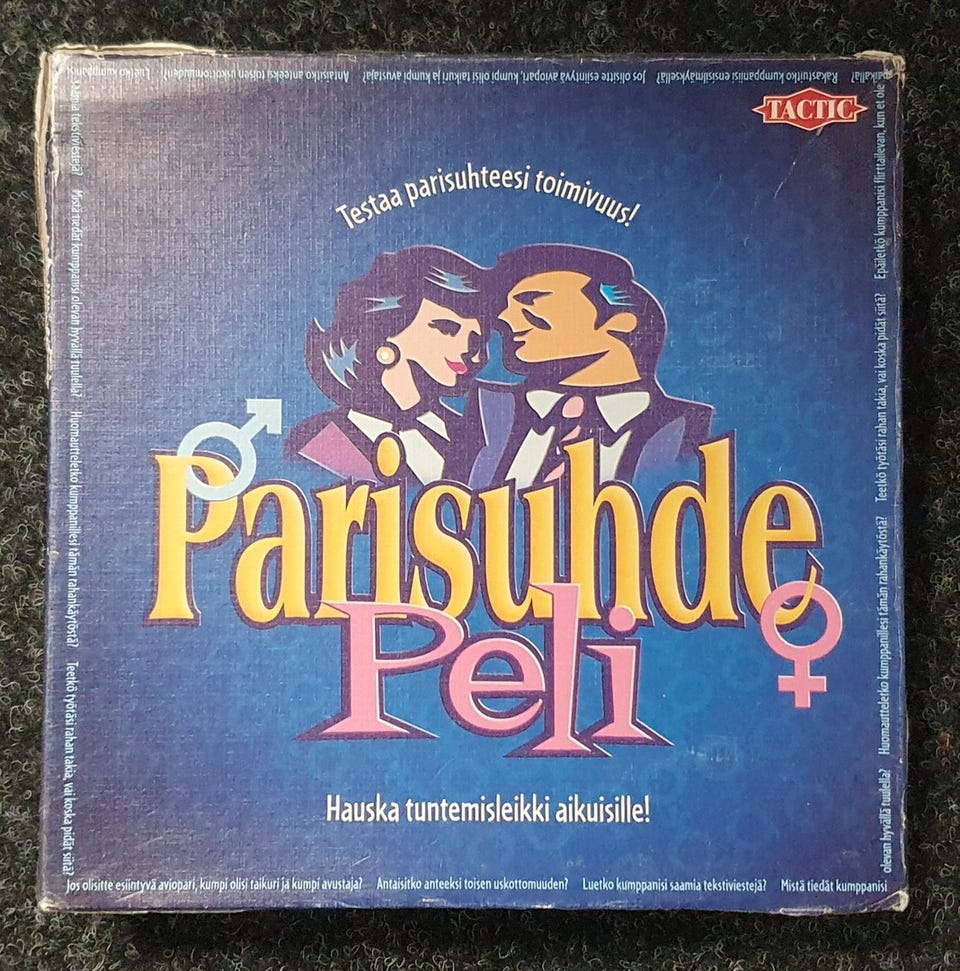 TACTIC
Testaa parisuhteesi toimivuus!
Parisuhde
Peli
Hauska tuntemisleikki aikuisille!
Jos olisitte esiintyvä aviopari, kumpi olisi taikuri ja kumpi avustaja? Antaisitko anteeksi toisen uskottomuuden? Luetko kumppanisi saamia tekstiviestejä? Mistä tiedät kumppanisi
olevan hyvällä tuulella? Huomautteletko kumppanillesi tämän rahankäytöstä? Teetkö työtäsi rahan takia, vai koska pidät siitä? Epäiletkö kumppanisi flirttailevan, kun et ole
paikalla? Rakastuitko kumppaniisi ensisilmäyksellä? Jos olisitte esiintyvä aviopari, kumpi olisi taikuri ja kumpi avustaja? Antaisitko anteeksi toisen uskottomuuden? Luetko kumppanisi
saamia tekstiviestejä? Mistä tiedät kumppanisi olevan hyvällä tuulella? Huomautteletko kumppanillesi tämän rahankäytöstä? Teetkö työtäsi rahan takia, vai koska pidät siitä?